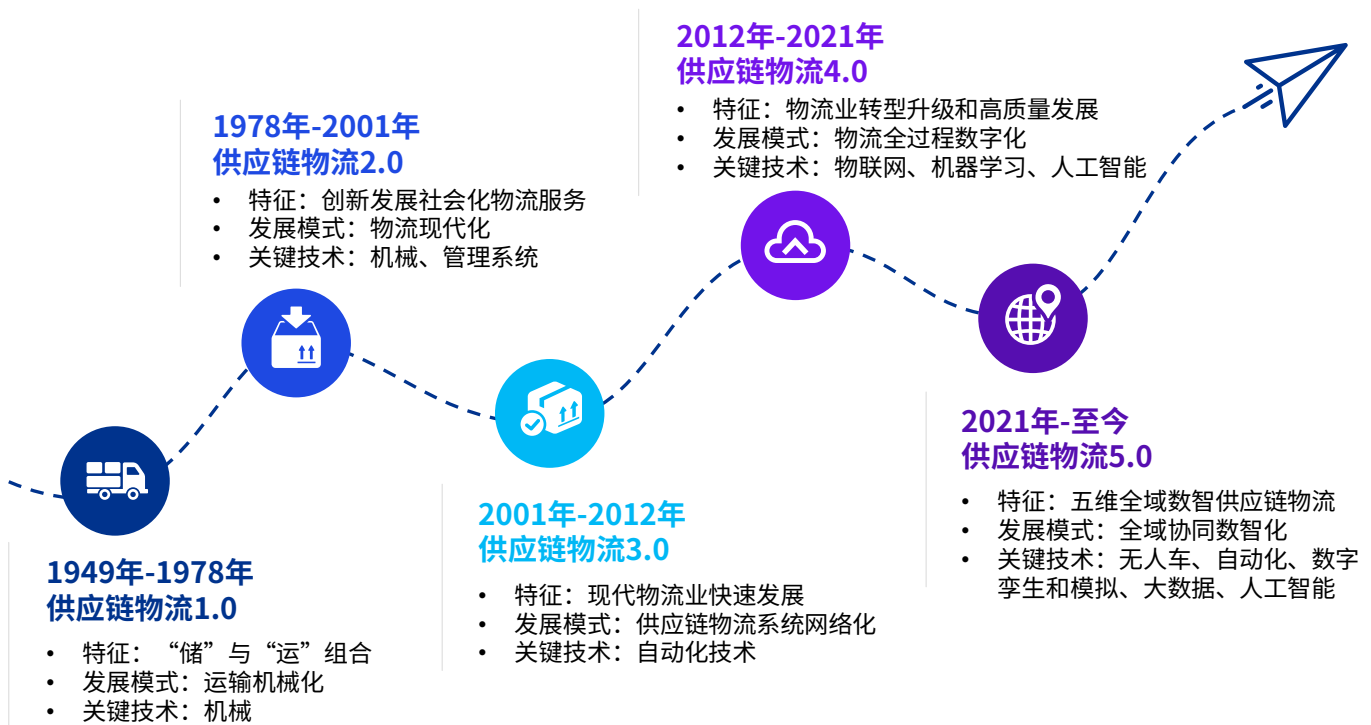 1949年-1978年
供应链物流1.0
• 特征：“储”与“运”组合
• 发展模式：运输机械化
• 关键技术：机械
1978年-2001年
供应链物流2.0
• 特征：创新发展社会化物流服务
• 发展模式：物流现代化
• 关键技术：机械、管理系统
2001年-2012年
供应链物流3.0
• 特征：现代物流业快速发展
• 发展模式：供应链物流系统网络化
• 关键技术：自动化技术
2012年-2021年
供应链物流4.0
• 特征：物流业转型升级和高质量发展
• 发展模式：物流全过程数字化
• 关键技术：物联网、机器学习、人工智能
2021年-至今
供应链物流5.0
• 特征：五维全域数智供应链物流
• 发展模式：全域协同数智化
• 关键技术：无人车、自动化、数字
孪生和模拟、大数据、人工智能